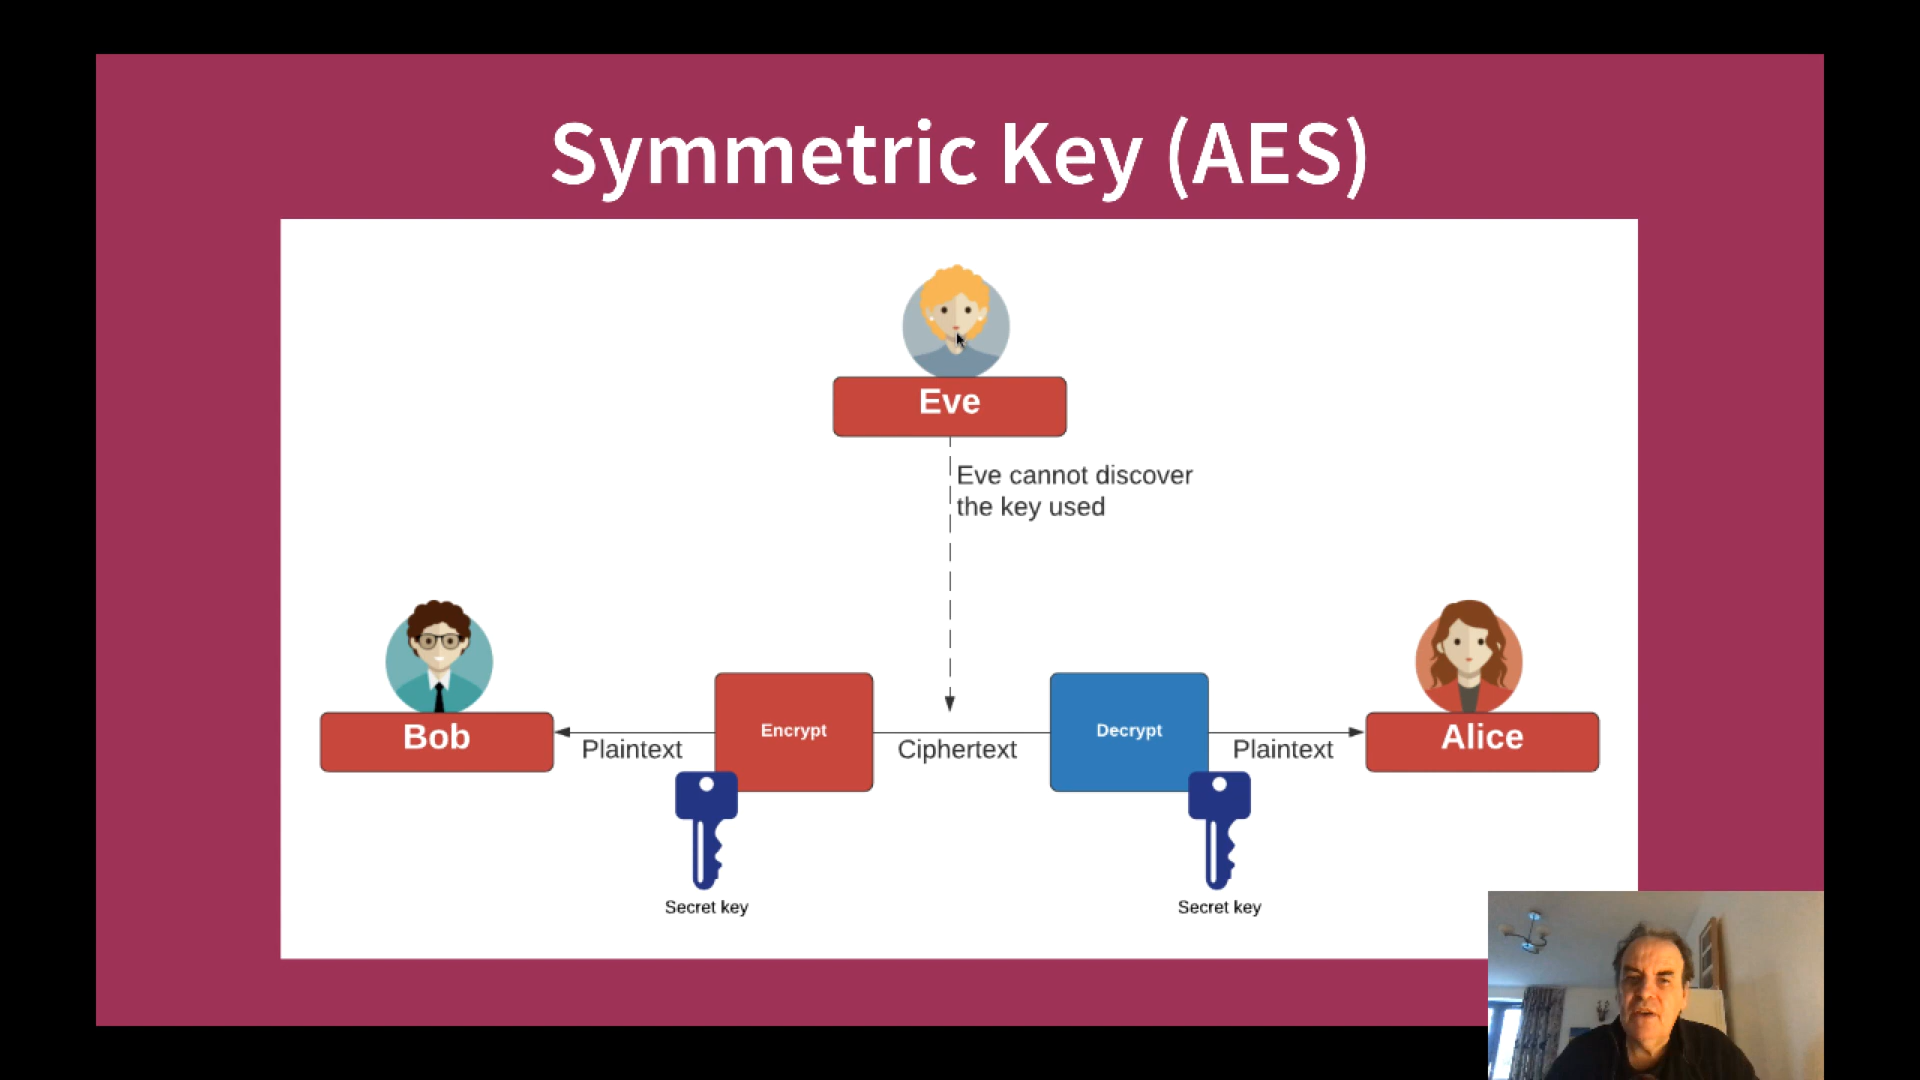 Symmetric Key (AES)
Eve
Eve cannot discover
the key used
Bob
Plaintext
Encrypt
Ciphertext
Decrypt
Plaintext
Alice
Secret key
Secret key